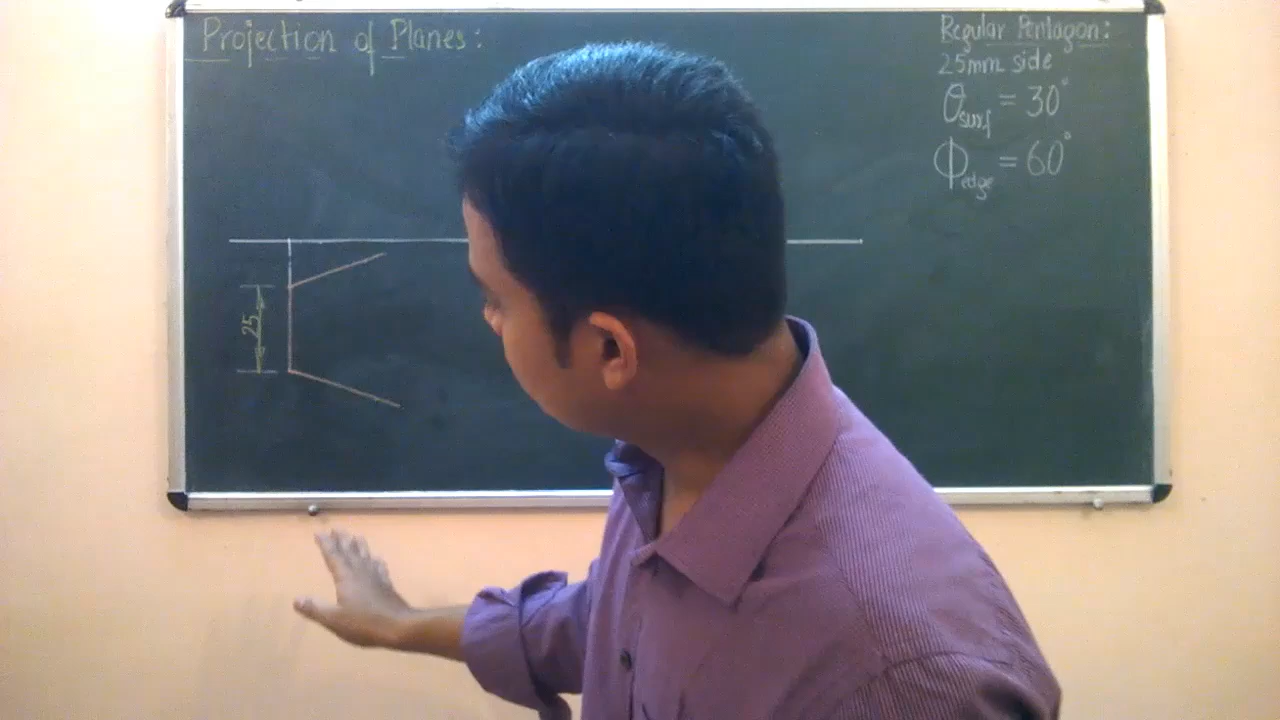 Projection of Planes:
Regular Pentagon:
25mm side
θsurf = 30°
Φedge = 60°
25